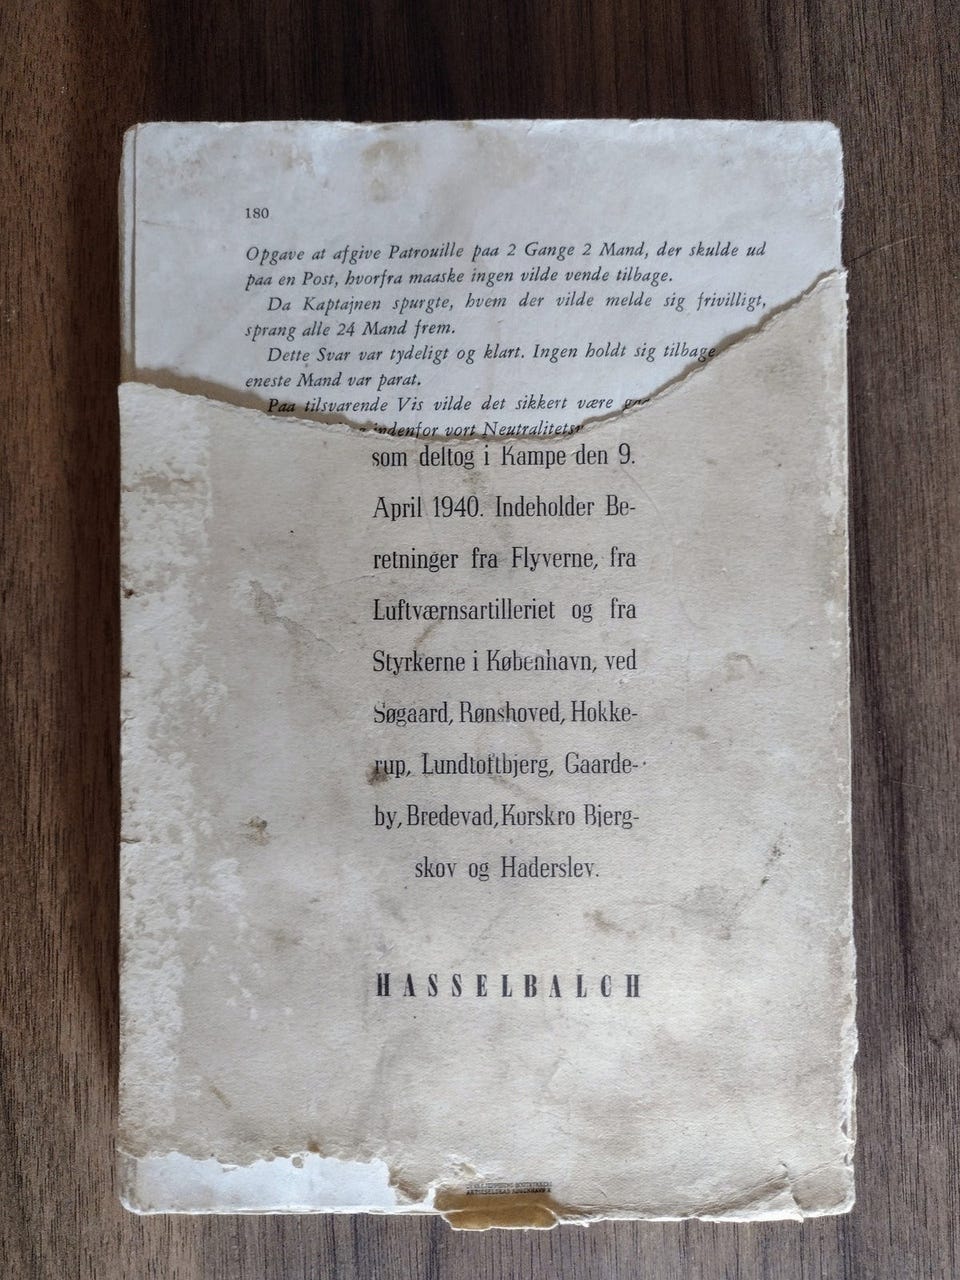 180
Opgave at afgive Patrouille paa 2 Gange 2 Mand, der skulde ud
paa en Post, hvorfra maaske ingen vilde vende tilbage.
Da Kaptajnen spurgte, hvem der vilde melde sig frivilligt,
sprang alle 24 Mand frem.
Dette Svar var tydeligt og klart. Ingen holdt sig tilbage
eneste Mand var parat.
Paa tilsvarende Vis vilde det sikkert være
indenfor vort
som deltog i Kampe den 9.
April 1940. Indeholder Be-
retninger fra Flyverne, fra
Luftværnsartilleriet og fra
Styrkerne i København, ved
Søgaard, Rønshoved, Hokke-
rup, Lundtoftbjerg, Gaarde-
by, Bredevad, Korskro Bjerg-
skov og Haderslev.
HASSELBALCH
AKTIESELSKAB KØBENHAVN